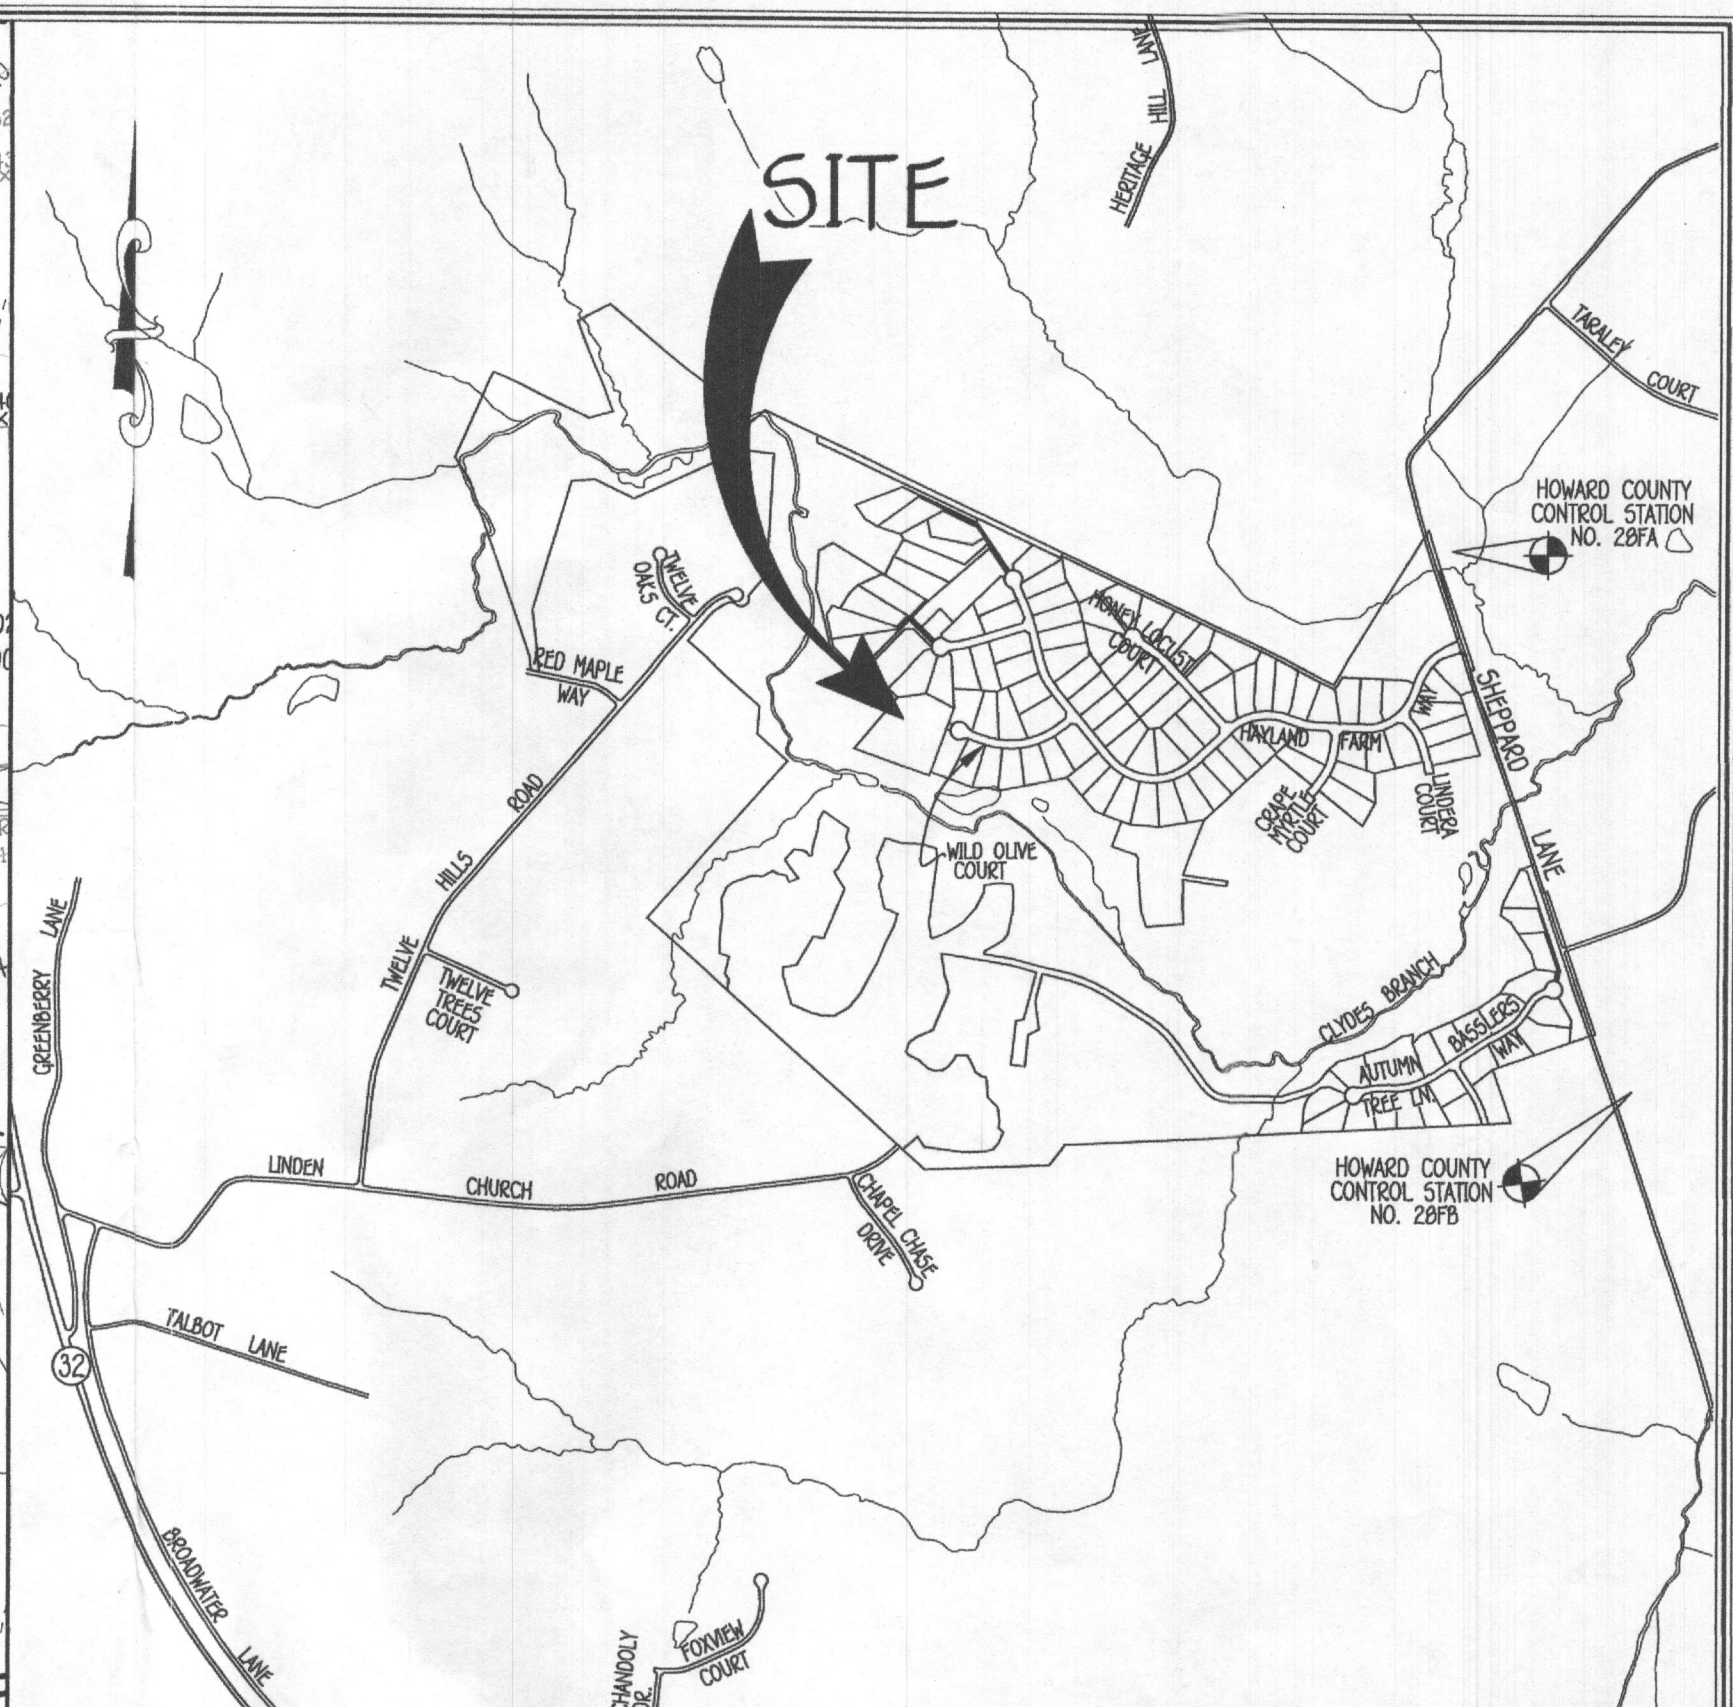 HERITAGE HILL LANE
SITE
TARALEY
COURT
HOWARD COUNTY
CONTROL STATION
NO. 28FA
TWELVE
OAKS CT.
HONEY LOCUST
COURT
RED MAPLE
WAY
SHEPPARD LANE
HAYLAND FARM WAY
LINDERA
COURT
CRAPE
MYRTLE
COURT
WILD OLIVE
COURT
TWELVE HILLS ROAD
GREENBERRY LANE
TWELVE
TREES
COURT
CLYDES BRANCH
BASSLERS
WAY
AUTUMN
TREE LN.
HOWARD COUNTY
CONTROL STATION
NO. 28FB
LINDEN CHURCH ROAD
CHAPEL CHASE
DRIVE
TALBOT LANE
32
BROADWATER LANE
FOXVIEW
COURT
DR.